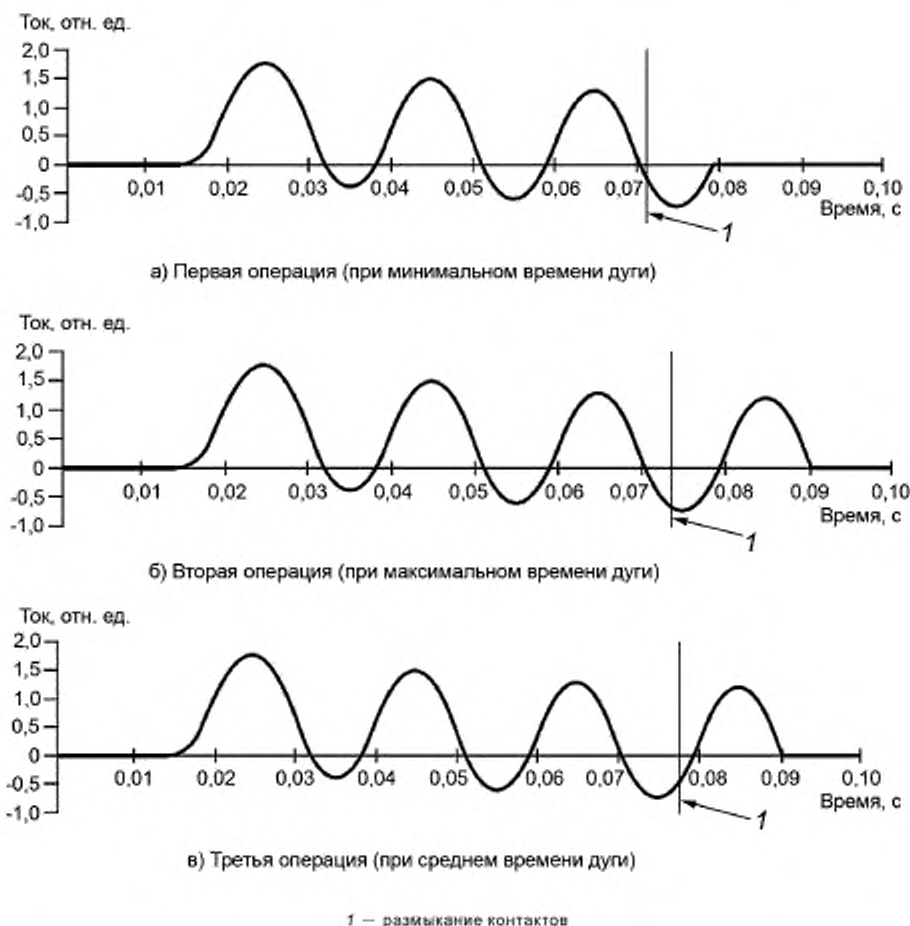 Ток, отн. ед.
2,0
1,5
1,0
0,5
0
-0,5
-1,0
0,01 0,02 0,03 0,04 0,05 0,06 0,07 0,08 0,09 0,10
Время, с
1
а) Первая операция (при минимальном времени дуги)
Ток, отн. ед.
2,0
1,5
1,0
0,5
0
-0,5
-1,0
0,01 0,02 0,03 0,04 0,05 0,06 0,07 0,08 0,09 0,10
Время, с
1
б) Вторая операция (при максимальном времени дуги)
Ток, отн. ед.
2,0
1,5
1,0
0,5
0
-0,5
-1,0
0,01 0,02 0,03 0,04 0,05 0,06 0,07 0,08 0,09 0,10
Время, с
1
в) Третья операция (при среднем времени дуги)
1 — размыкание контактов